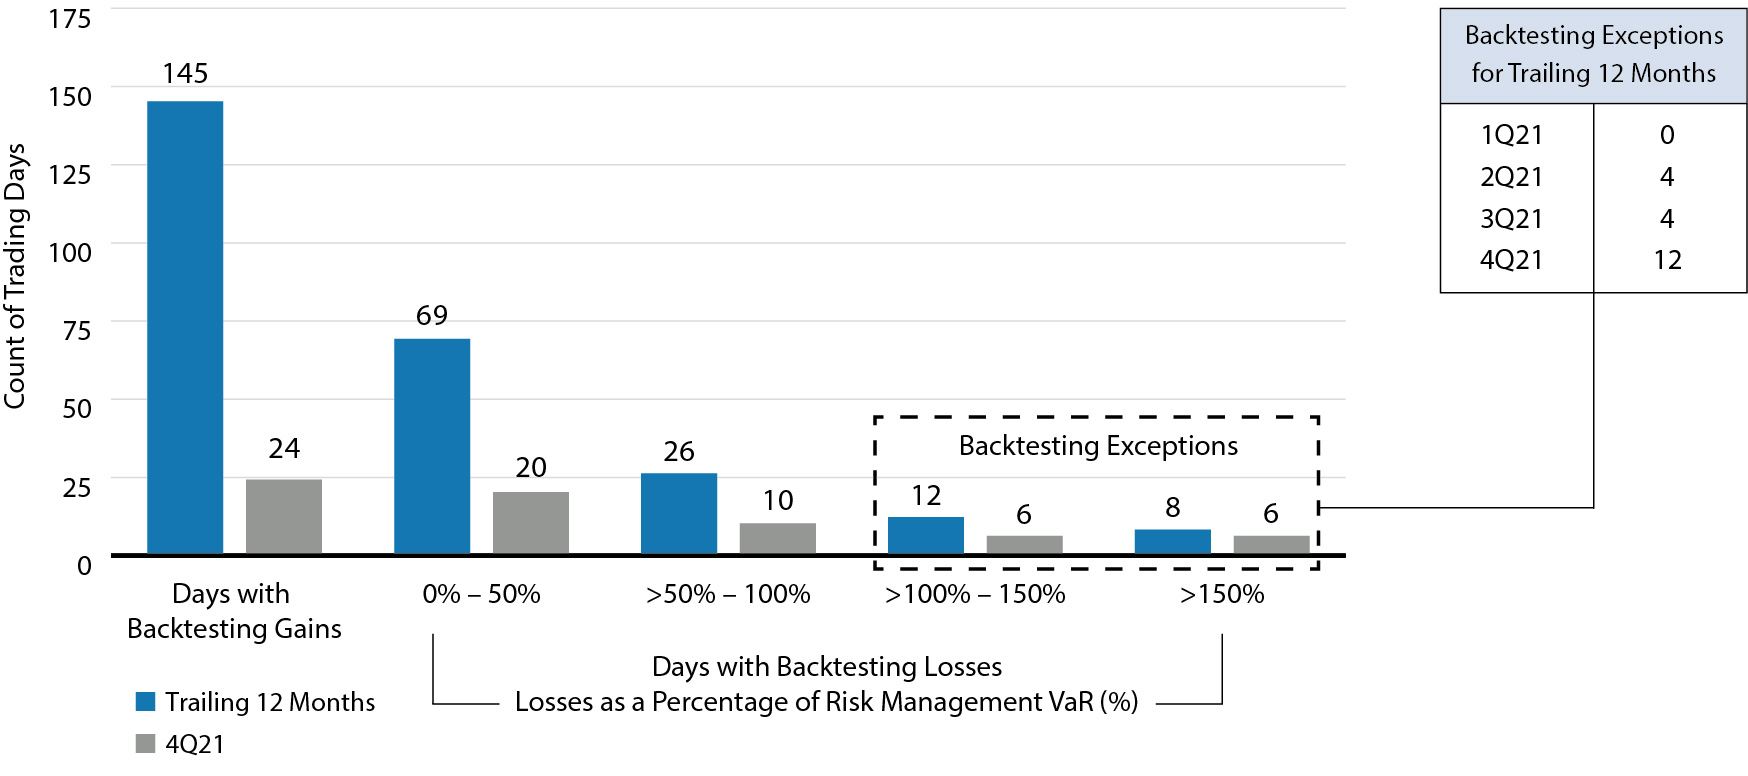 175
150
125
100
75
50
25
0
Count of Trading Days
145
24
69
20
26
10
Backtesting Exceptions
12
6
8
6
Days with
Backtesting Gains
0% – 50%
>50% – 100%
>100% – 150%
>150%
Days with Backtesting Losses
Losses as a Percentage of Risk Management VaR (%)
Trailing 12 Months
4Q21
Backtesting Exceptions
for Trailing 12 Months
1Q21 0
2Q21 4
3Q21 4
4Q21 12